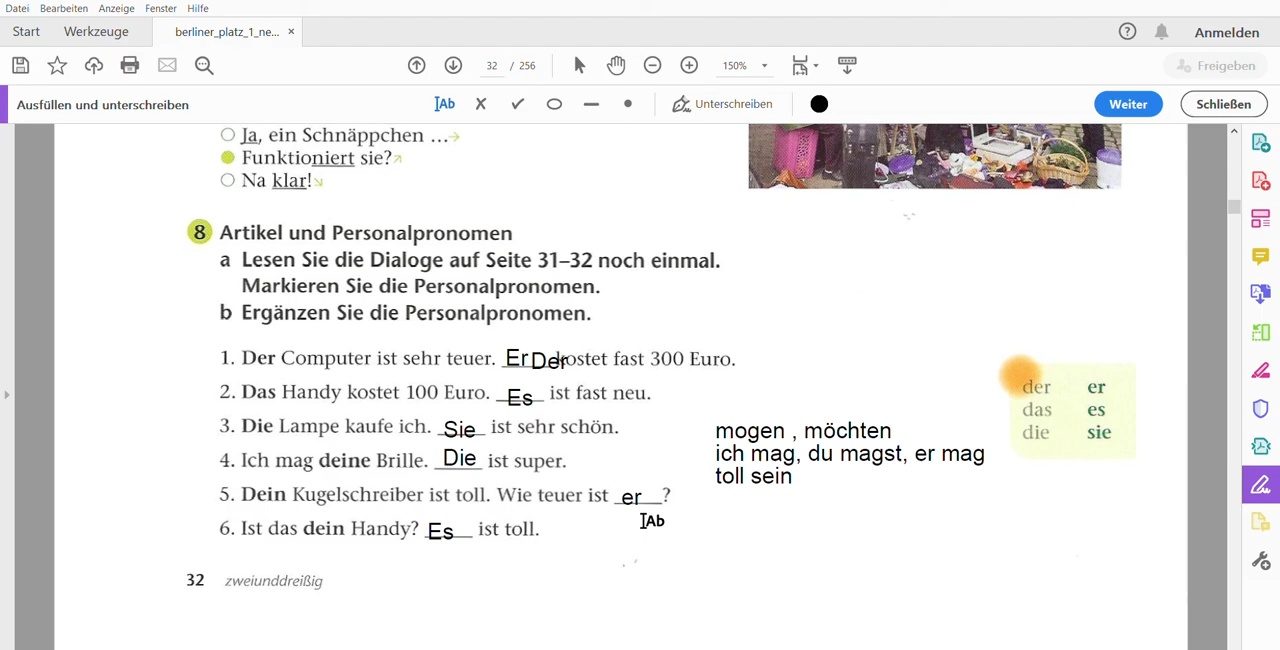 Datei Bearbeiten Anzeige Fenster Hilfe
Start Werkzeuge berliner_platz_1_ne... × Anmelden
32 / 256 150% Freigeben
Ausfüllen und unterschreiben Ab Unterschreiben Weiter Schließen
Ja, ein Schnäppchen …
Funktioniert sie?
Na klar!
8 Artikel und Personalpronomen
a Lesen Sie die Dialoge auf Seite 31–32 noch einmal.
Markieren Sie die Personalpronomen.
b Ergänzen Sie die Personalpronomen.
1. Der Computer ist sehr teuer. Er Der kostet fast 300 Euro.
2. Das Handy kostet 100 Euro. Es ist fast neu.
3. Die Lampe kaufe ich. Sie ist sehr schön.
4. Ich mag deine Brille. Die ist super.
5. Dein Kugelschreiber ist toll. Wie teuer ist er ?
6. Ist das dein Handy? Es ist toll.
Ab
mogen , möchten
ich mag, du magst, er mag
toll sein
der er
das es
die sie
32 zweiunddreißig